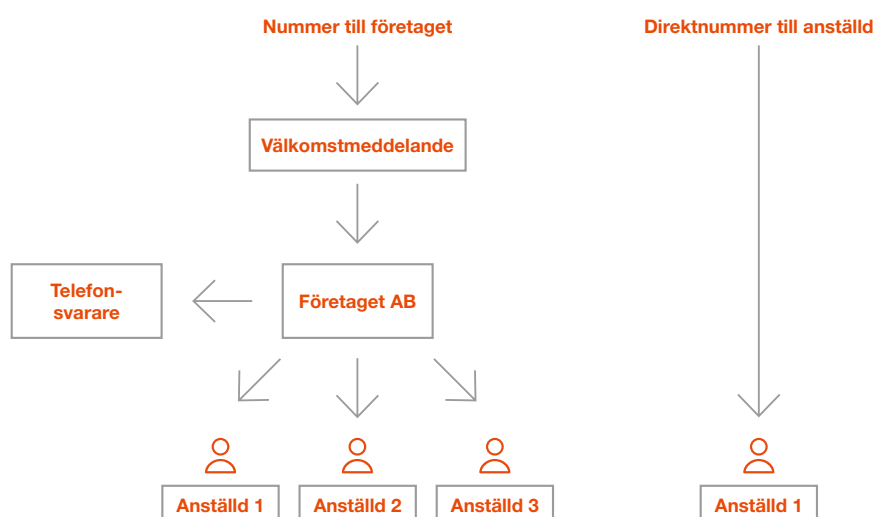 Nummer till företaget
Direktnummer till anställd
Välkomstmeddelande
Telefon-
svarare
Företaget AB
Anställd 1
Anställd 2
Anställd 3
Anställd 1